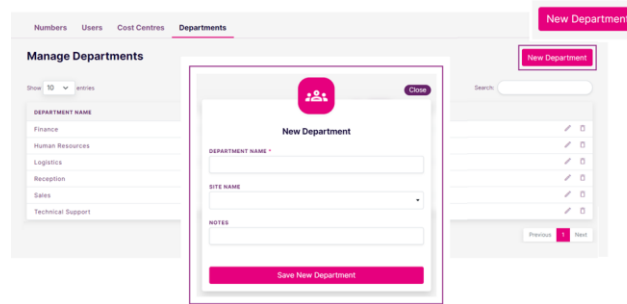 New Department
Numbers Users Cost Centres Departments
Manage Departments
New Department
Show 10 entries
Search:
DEPARTMENT NAME
Finance
Human Resources
Logistics
Reception
Sales
Technical Support
Previous 1 Next
Close
New Department
DEPARTMENT NAME *
SITE NAME
NOTES
Save New Department